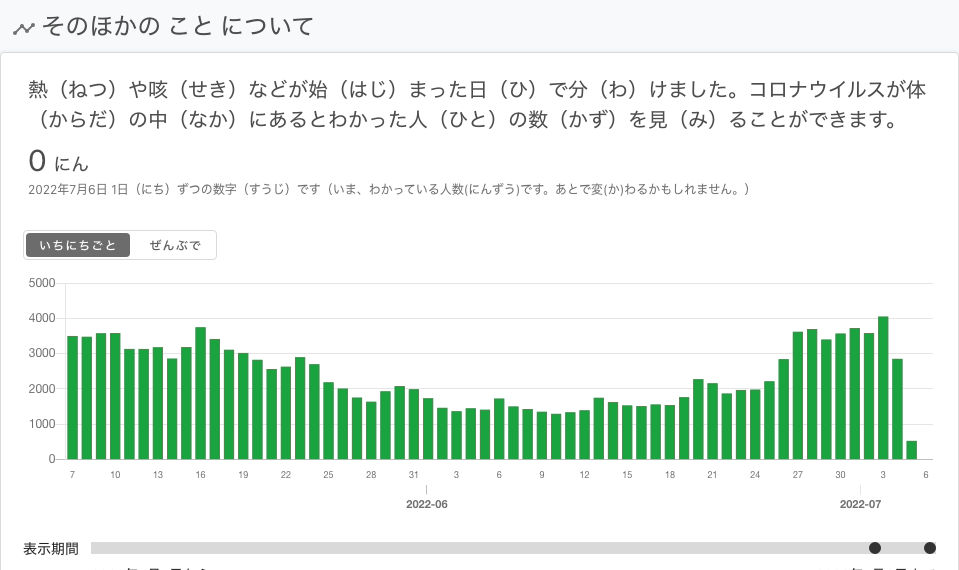 そのほかの こと について
熱（ねつ）や咳（せき）などが始（はじ）まった日（ひ）で分（わ）けました。コロナウイルスが体
（からだ）の中（なか）にあるとわかった人（ひと）の数（かず）を見（み）ることができます。
0 にん
2022年7月6日 1日（にち）ずつの数字（すうじ）です（いま、わかっている人数(にんずう)です。あとで変(か)わるかもしれません。）
いちにちごと ぜんぶで
5000
4000
3000
2000
1000
0
7 10 13 16 19 22 25 28 31 3 6 9 12 15 18 21 24 27 30 3 6
2022-06 2022-07
表示期間